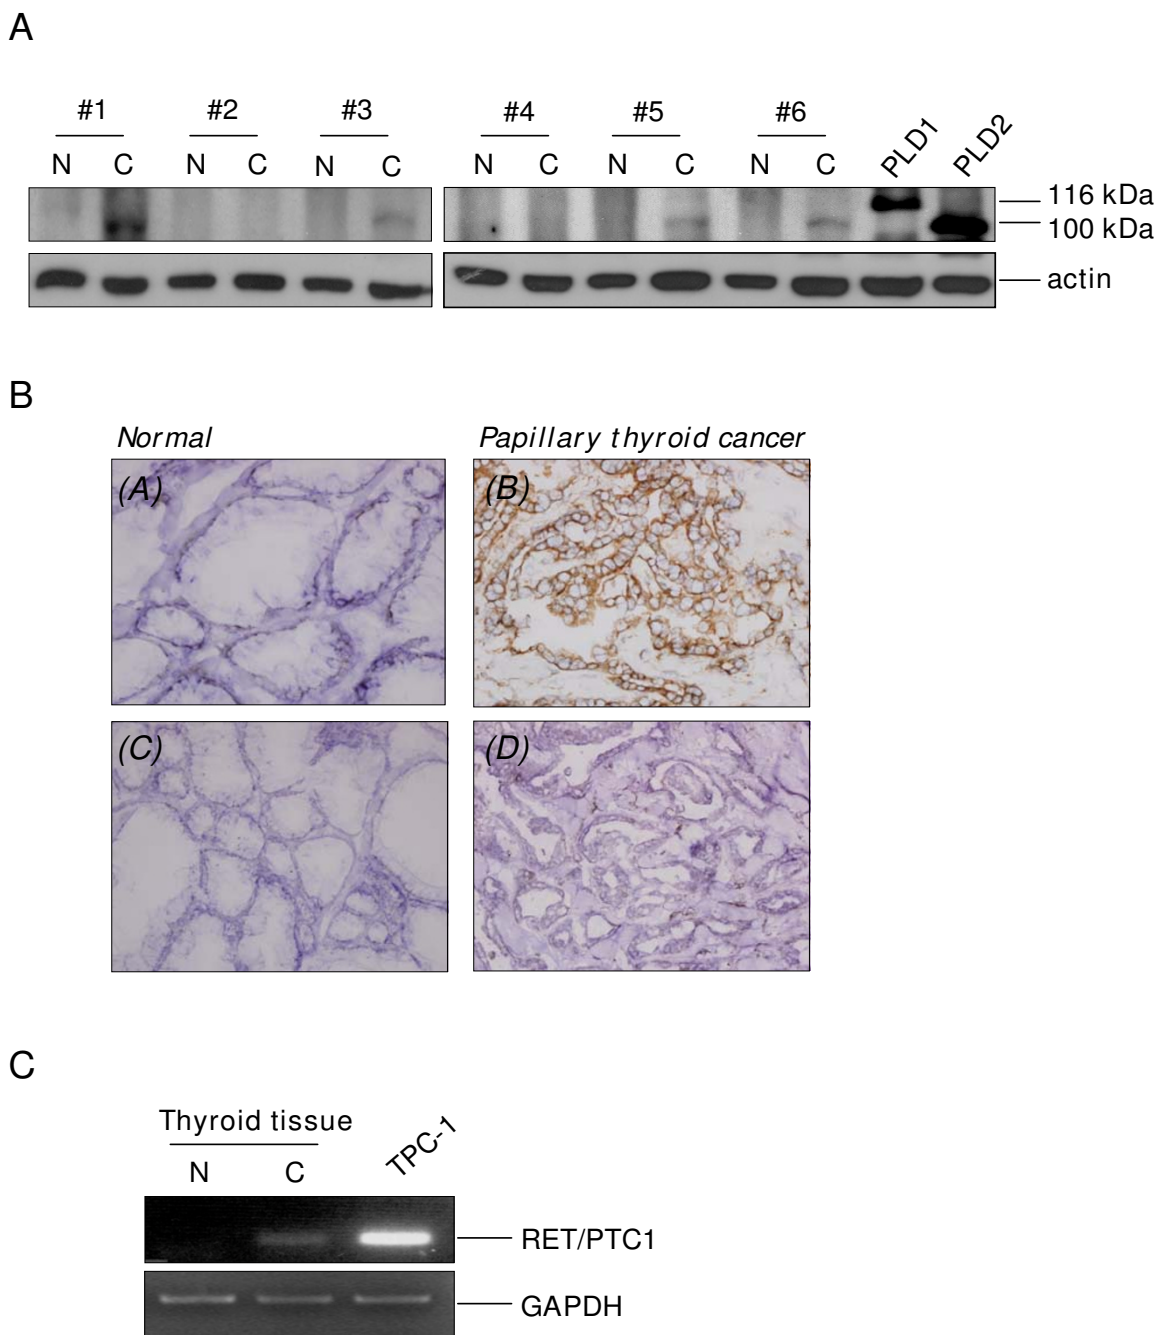 A
#1 #2 #3 #4 #5 #6 PLD1 PLD2
N C N C N C N C N C N C
116 kDa
100 kDa
actin
B
Normal Papillary thyroid cancer
(A) (B)
(C) (D)
C
Thyroid tissue TPC-1
N C
RET/PTC1
GAPDH